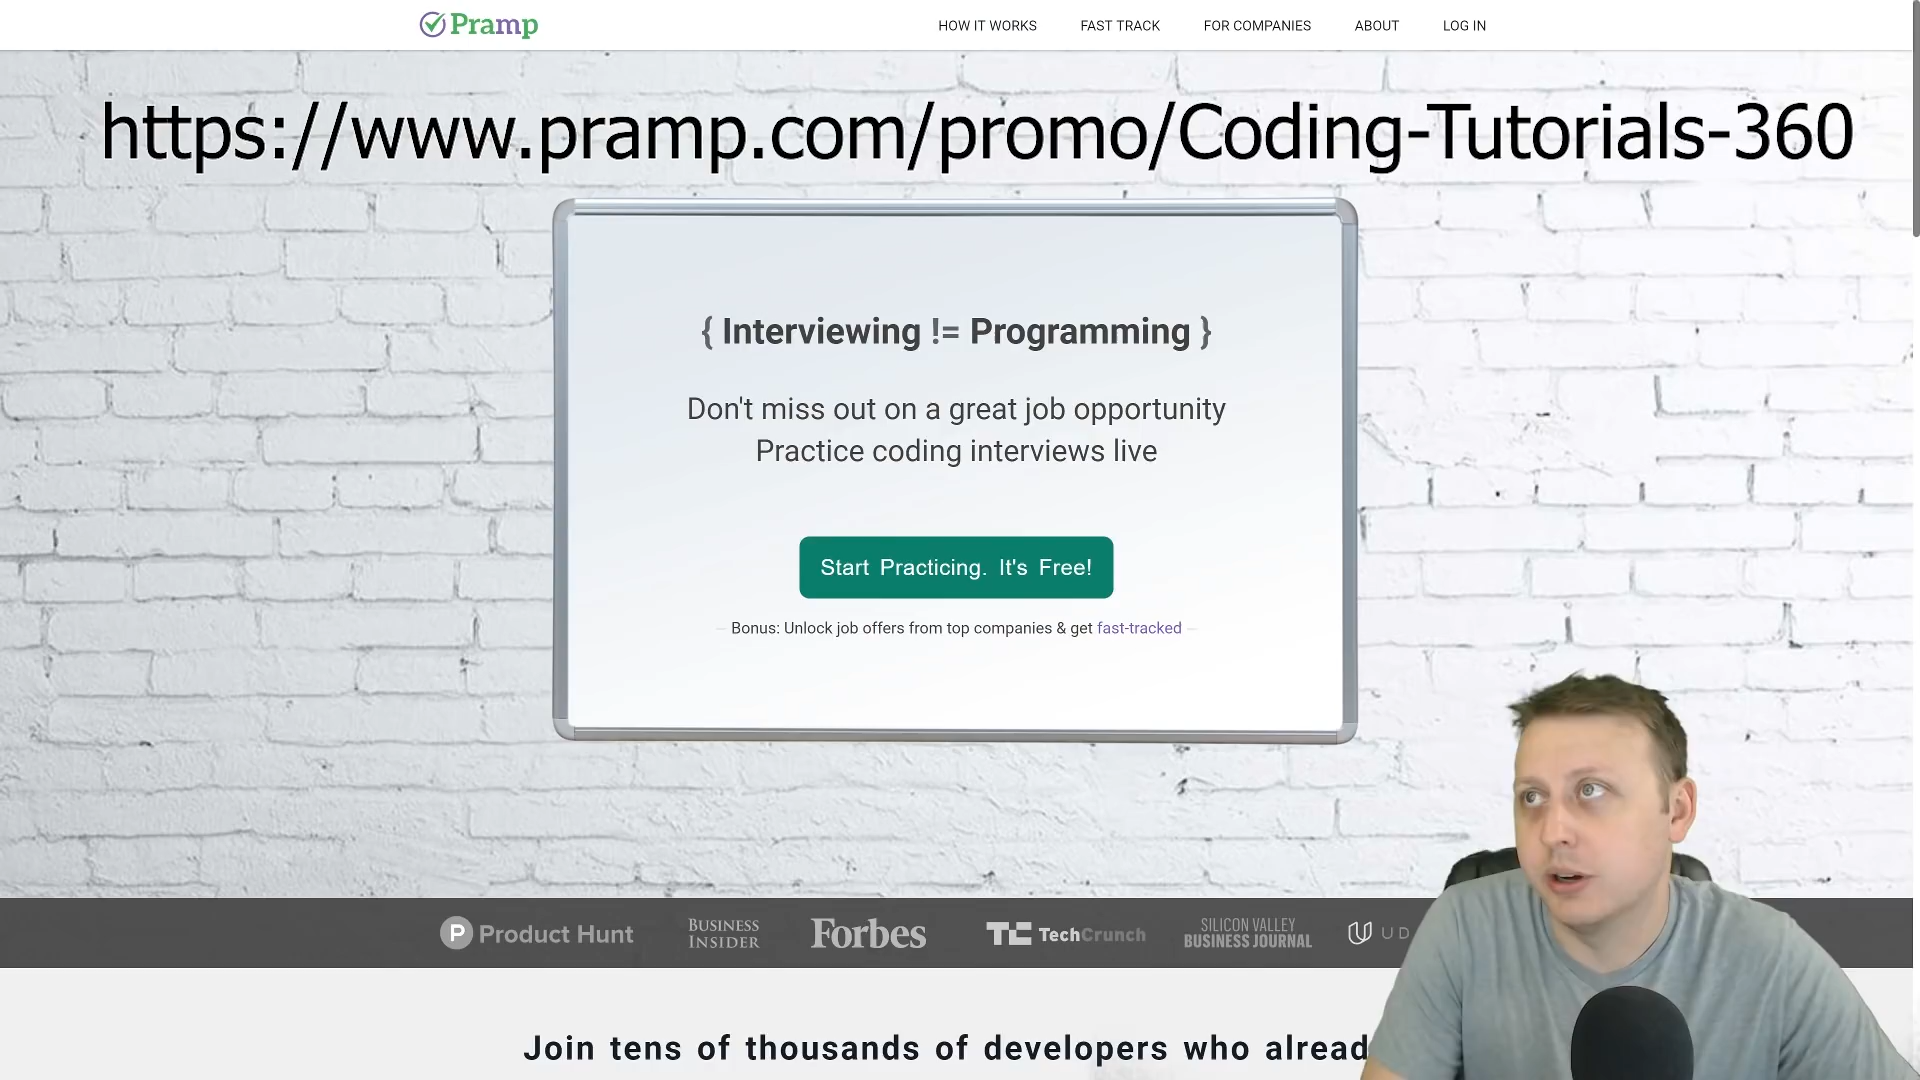 Pramp
HOW IT WORKS
FAST TRACK
FOR COMPANIES
ABOUT
LOG IN
https://www.pramp.com/promo/Coding-Tutorials-360
{ Interviewing != Programming }
Don't miss out on a great job opportunity
Practice coding interviews live
Start Practicing. It's Free!
Bonus: Unlock job offers from top companies & get fast-tracked
P Product Hunt
BUSINESS
INSIDER
Forbes
TC TechCrunch
SILICON VALLEY
BUSINESS JOURNAL
UD
Join tens of thousands of developers who alread